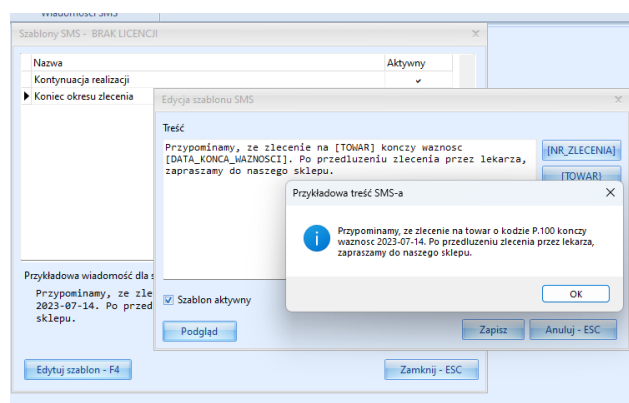 Wiadomości SMS
Szablony SMS - BRAK LICENCJI
Nazwa Aktywny
Kontynuacja realizacji
Koniec okresu zlecenia
Edycja szablonu SMS
Treść
Przypominamy, ze zlecenie na [TOWAR] konczy waznosc
[DATA_KONCA_WAZNOSCI]. Po przedluzeniu zlecenia przez lekarza,
zapraszamy do naszego sklepu.
[NR_ZLECENIA]
[TOWAR]
Przykładowa treść SMS-a
Przypominamy, ze zlecenie na towar o kodzie P.100 konczy
waznosc 2023-07-14. Po przedluzeniu zlecenia przez lekarza,
zapraszamy do naszego sklepu.
OK
Przykładowa wiadomość dla s
Przypominamy, ze zle
2023-07-14. Po przed
sklepu.
Szablon aktywny
Podgląd
Zapisz
Anuluj - ESC
Edytuj szablon - F4
Zamknij - ESC